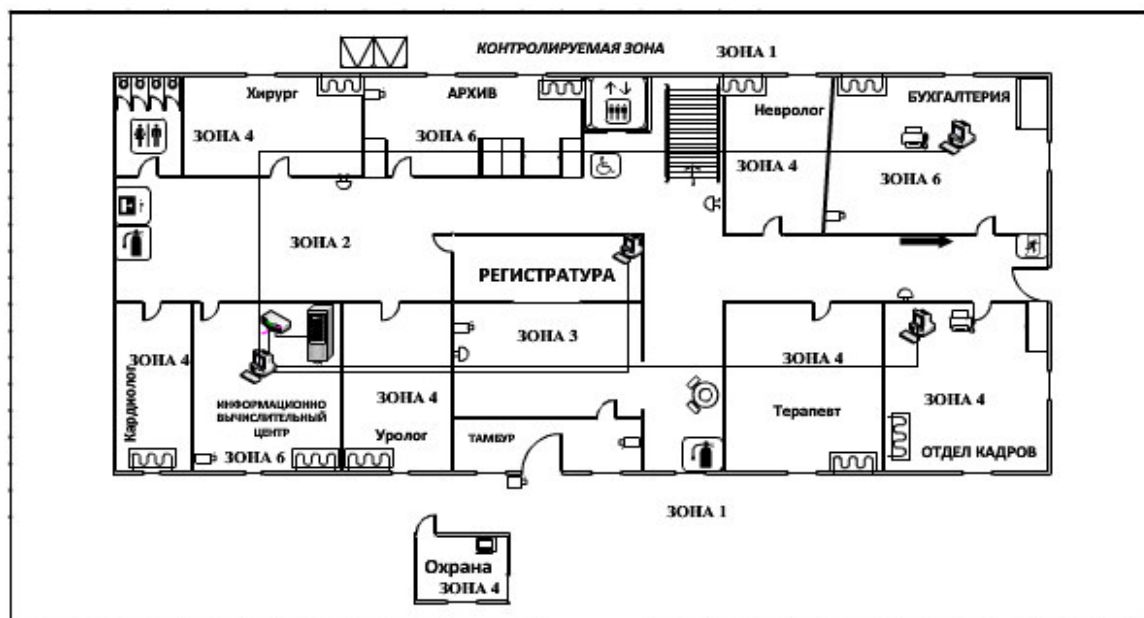 КОНТРОЛИРУЕМАЯ ЗОНА
ЗОНА 1
Хирург
ЗОНА 4
АРХИВ
ЗОНА 6
Невролог
ЗОНА 4
БУХГАЛТЕРИЯ
ЗОНА 6
ЗОНА 2
РЕГИСТРАТУРА
ЗОНА 3
Кардиолог
ЗОНА 4
ИНФОРМАЦИОННО
ВЫЧИСЛИТЕЛЬНЫЙ
ЦЕНТР
ЗОНА 6
ЗОНА 4
Уролог
ТАМБУР
ЗОНА 4
Терапевт
ЗОНА 4
ОТДЕЛ КАДРОВ
ЗОНА 1
Охрана
ЗОНА 4